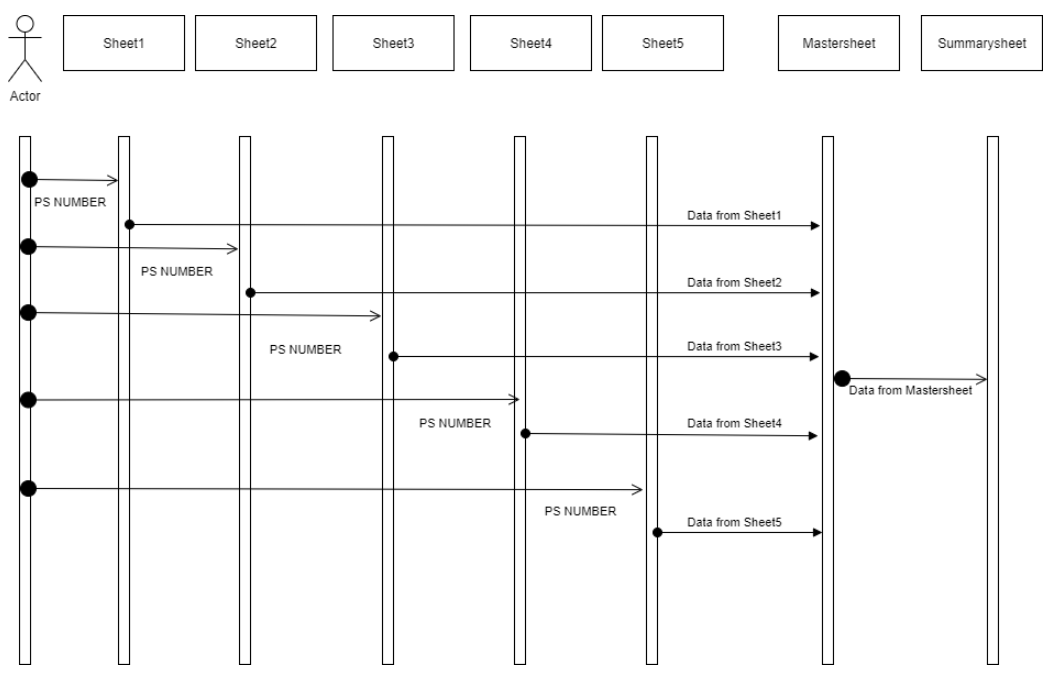 Sheet1
Sheet2
Sheet3
Sheet4
Sheet5
Mastersheet
Summarysheet
Actor
PS NUMBER
Data from Sheet1
PS NUMBER
Data from Sheet2
PS NUMBER
Data from Sheet3
Data from Mastersheet
PS NUMBER
Data from Sheet4
PS NUMBER
Data from Sheet5